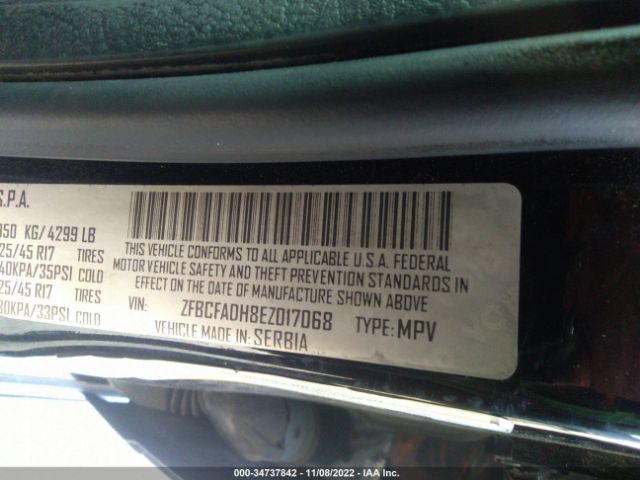 S.P.A.
KG/ 4299 LB
25/45 R17 TIRES
40KPA/35PSI COLD
25/45 R17 TIRES
30KPA/33PSI COLD
THIS VEHICLE CONFORMS TO ALL APPLICABLE U.S.A. FEDERAL
MOTOR VEHICLE SAFETY AND THEFT PREVENTION STANDARDS IN
EFFECT ON THE DATE OF MANUFACTURE SHOWN ABOVE
VIN: ZFBCFADH8EZ017068 TYPE: MPV
VEHICLE MADE IN: SERBIA
000-34737842 - 11/08/2022 - IAA Inc.